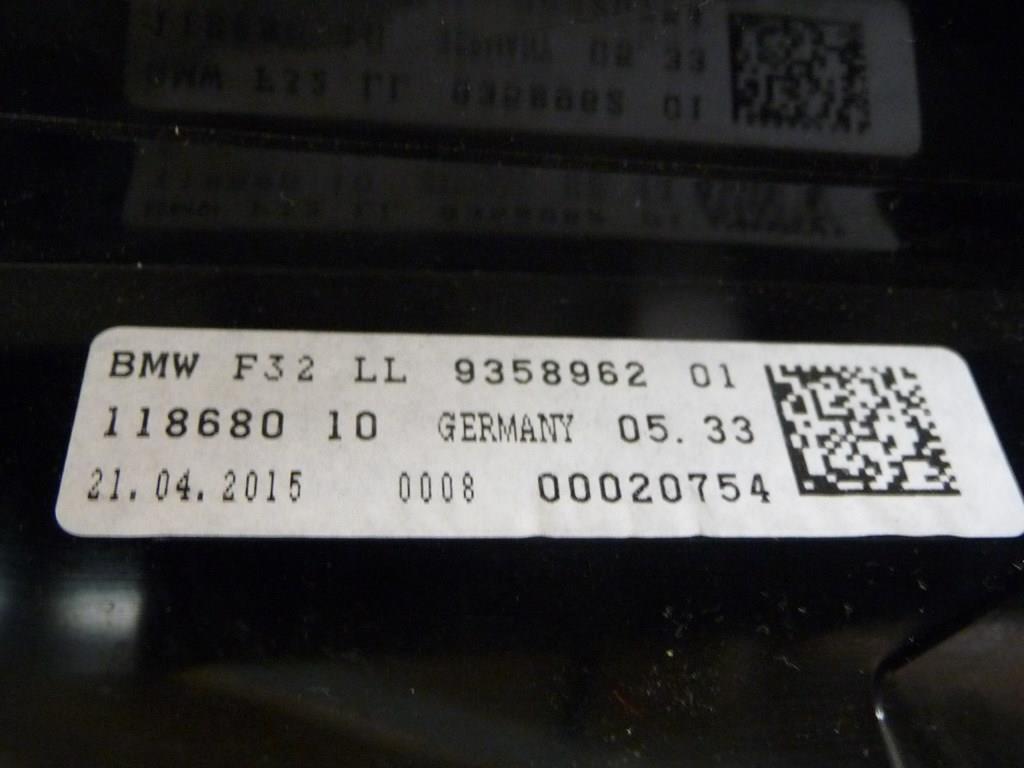 BMW F32 LL 9358962 01
118680 10 GERMANY 05.33
21.04.2015 0008 00020754